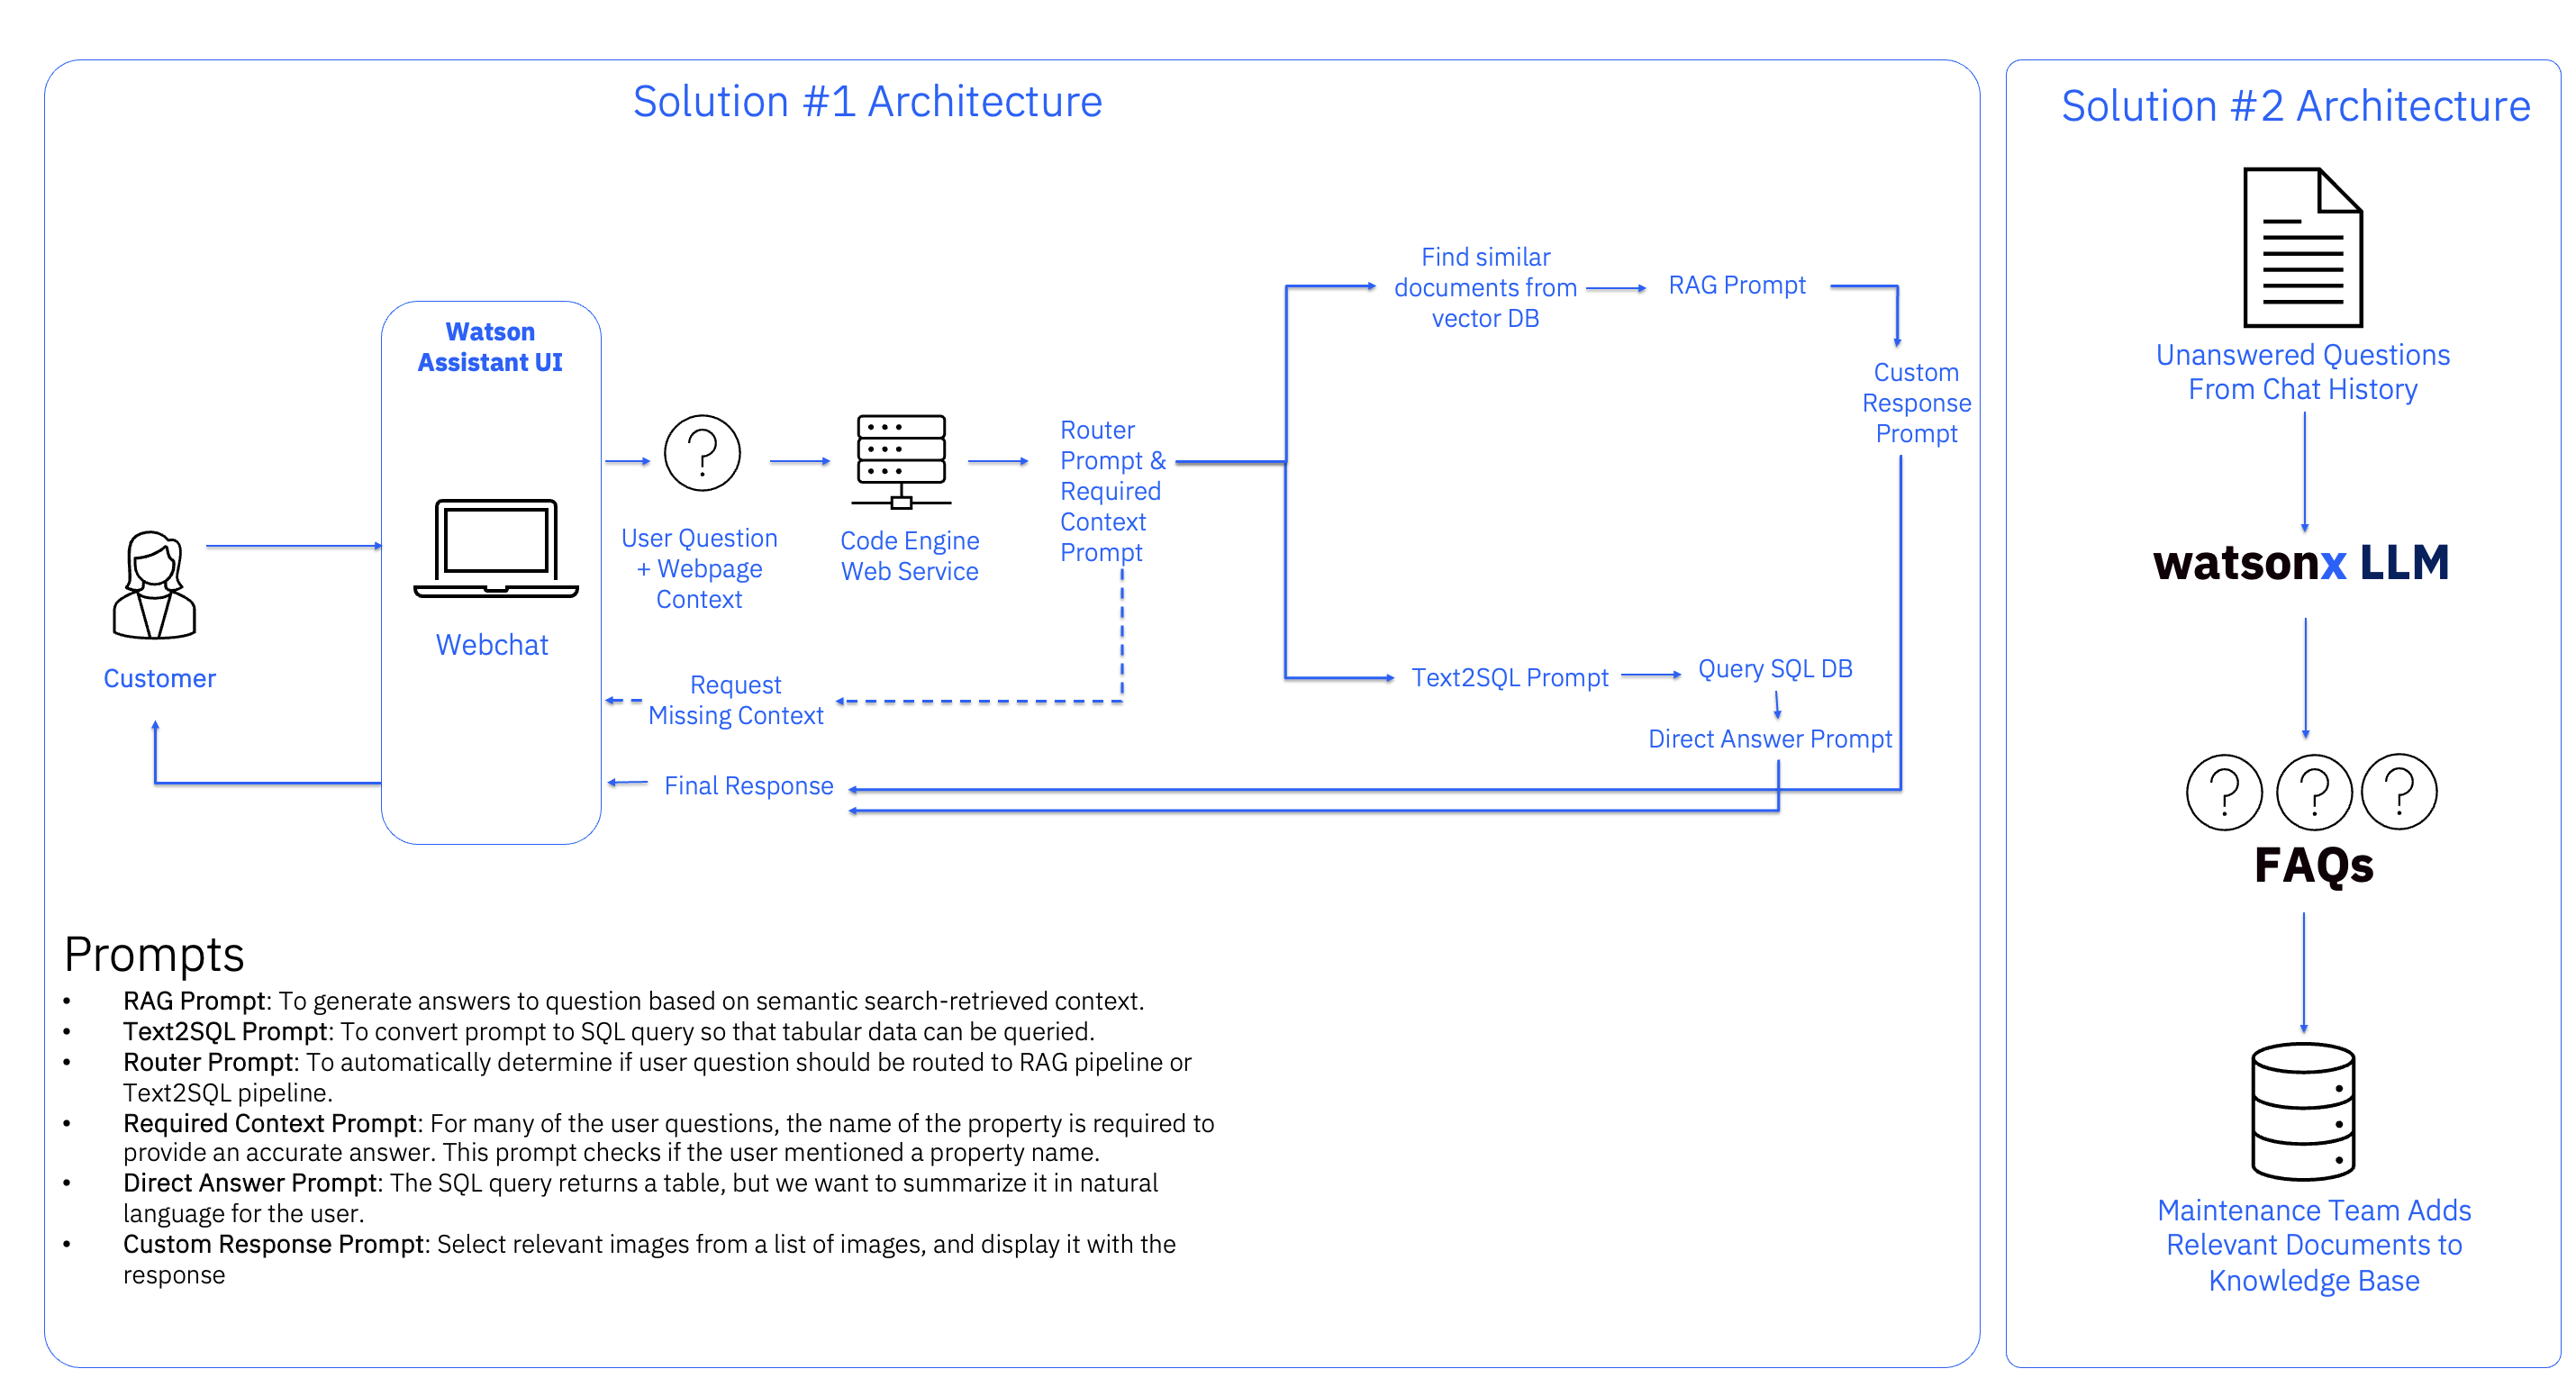 Solution #1 Architecture
Watson
Assistant UI
Webchat
Customer
?
User Question
+ Webpage
Context
Code Engine
Web Service
Router
Prompt &
Required
Context
Prompt
Find similar
documents from
vector DB
RAG Prompt
Custom
Response
Prompt
Text2SQL Prompt
Query SQL DB
Direct Answer Prompt
Request
Missing Context
Final Response
Prompts
• RAG Prompt: To generate answers to question based on semantic search-retrieved context.
• Text2SQL Prompt: To convert prompt to SQL query so that tabular data can be queried.
• Router Prompt: To automatically determine if user question should be routed to RAG pipeline or
Text2SQL pipeline.
• Required Context Prompt: For many of the user questions, the name of the property is required to
provide an accurate answer. This prompt checks if the user mentioned a property name.
• Direct Answer Prompt: The SQL query returns a table, but we want to summarize it in natural
language for the user.
• Custom Response Prompt: Select relevant images from a list of images, and display it with the
response
Solution #2 Architecture
Unanswered Questions
From Chat History
watsonx LLM
? ? ?
FAQs
Maintenance Team Adds
Relevant Documents to
Knowledge Base